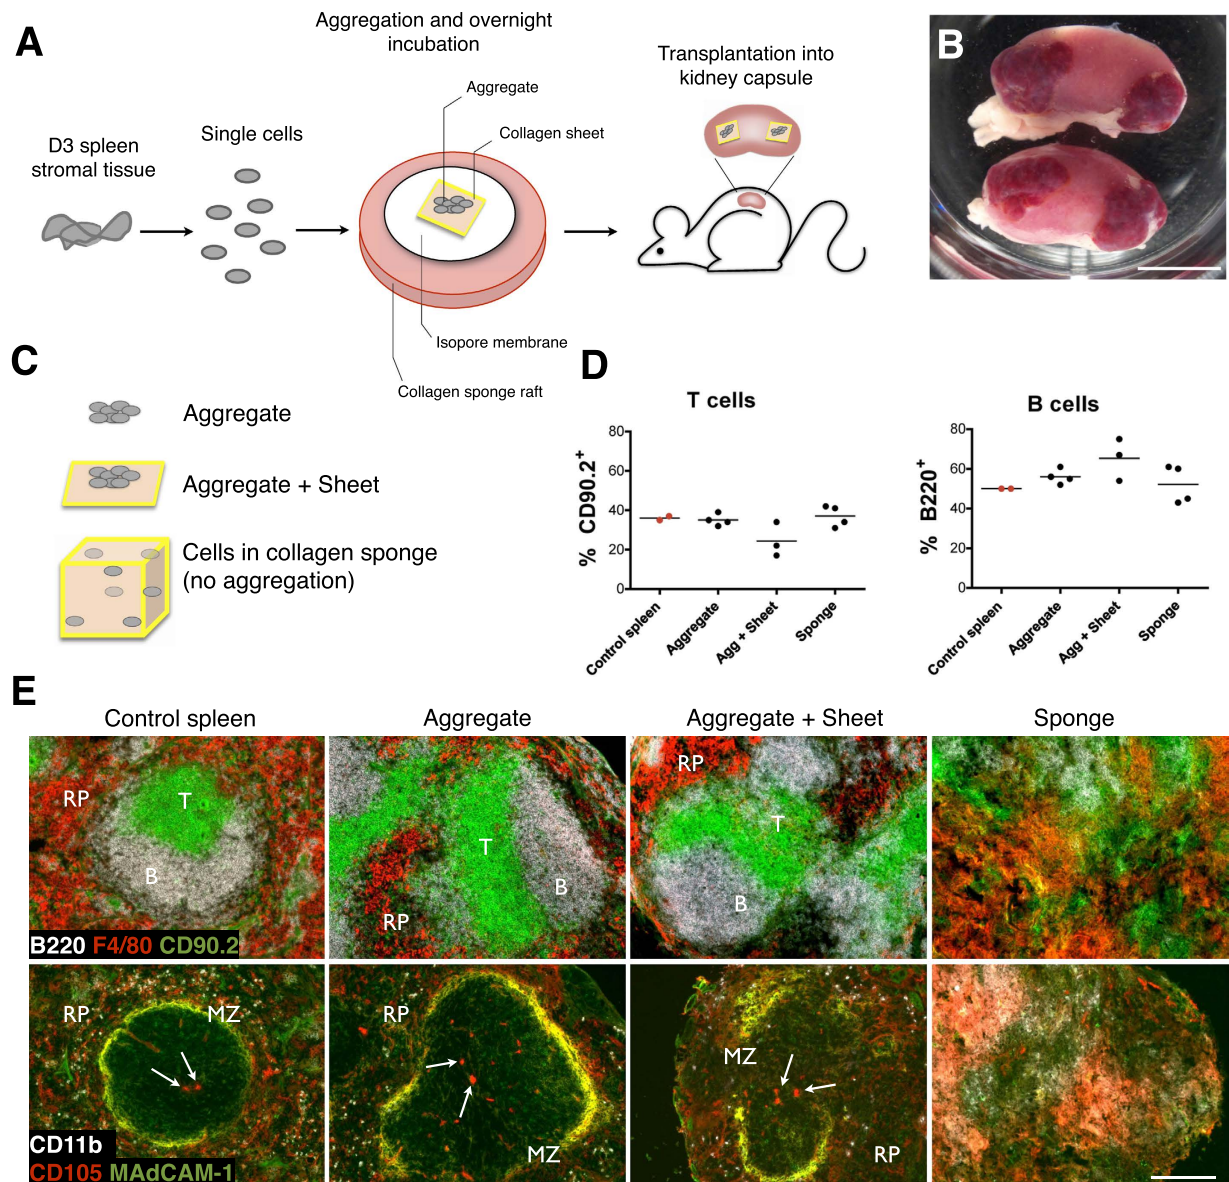 A
Aggregation and overnight
incubation
D3 spleen
stromal tissue
Single cells
Aggregate
Collagen sheet
Isopore membrane
Collagen sponge raft
Transplantation into
kidney capsule
B
C
Aggregate
Aggregate + Sheet
Cells in collagen sponge
(no aggregation)
D
T cells
% CD90.2+
80
60
40
20
0
Control spleen
Aggregate
Agg + Sheet
Sponge
B cells
% B220+
80
60
40
20
0
Control spleen
Aggregate
Agg + Sheet
Sponge
E
Control spleen
Aggregate
Aggregate + Sheet
Sponge
RP
T
B
B220 F4/80 CD90.2
T
B
RP
RP
T
B
RP
MZ
CD11b
CD105 MAdCAM-1
RP
MZ
MZ
RP